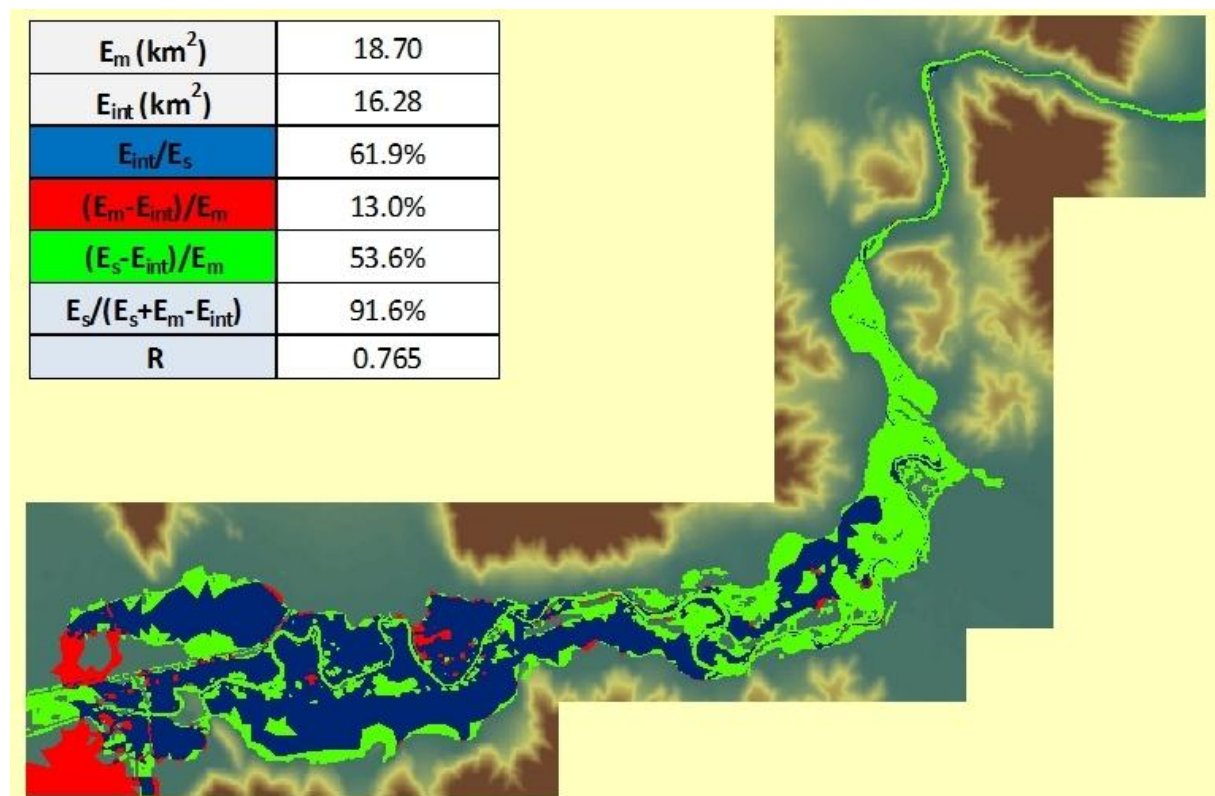 Em (km²) 18.70
Eint (km²) 16.28
Eint/Es 61.9%
(Em-Eint)/Em 13.0%
(Es-Eint)/Em 53.6%
Es/(Es+Em-Eint) 91.6%
R 0.765